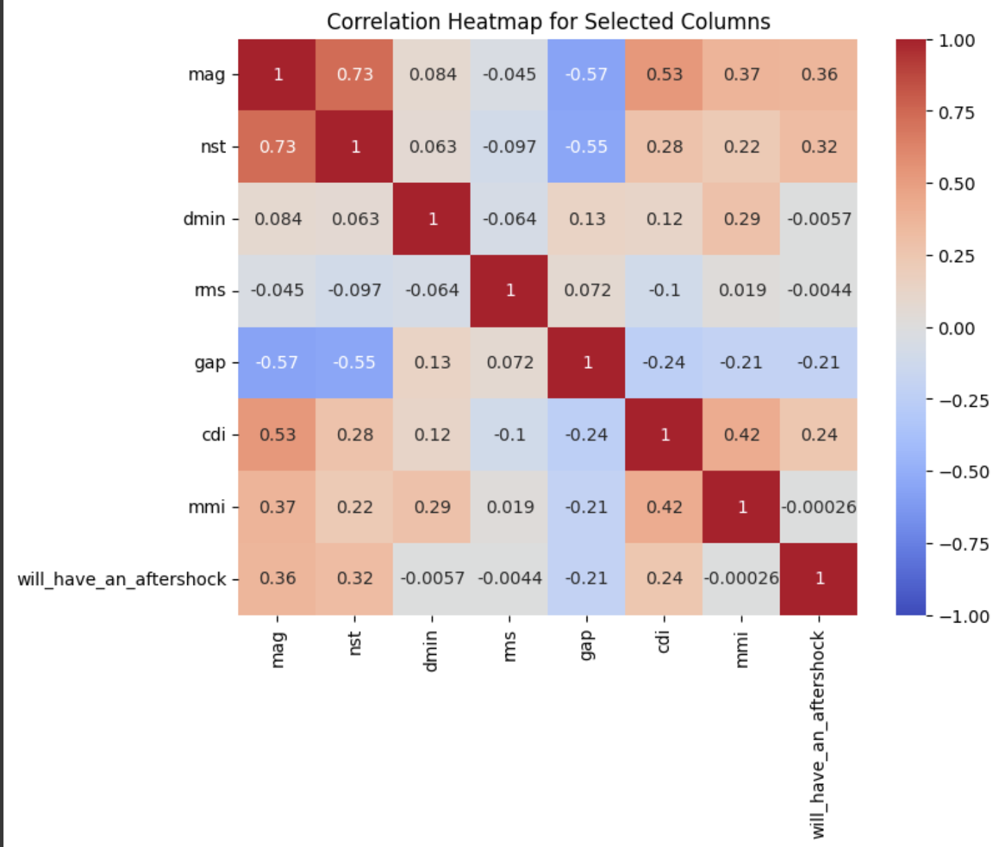 Correlation Heatmap for Selected Columns
mag 1 0.73 0.084 -0.045 -0.57 0.53 0.37 0.36
nst 0.73 1 0.063 -0.097 -0.55 0.28 0.22 0.32
dmin 0.084 0.063 1 -0.064 0.13 0.12 0.29 -0.0057
rms -0.045 -0.097 -0.064 1 0.072 -0.1 0.019 -0.0044
gap -0.57 -0.55 0.13 0.072 1 -0.24 -0.21 -0.21
cdi 0.53 0.28 0.12 -0.1 -0.24 1 0.42 0.24
mmi 0.37 0.22 0.29 0.019 -0.21 0.42 1 -0.00026
will_have_an_aftershock 0.36 0.32 -0.0057 -0.0044 -0.21 0.24 -0.00026 1
mag nst dmin rms gap cdi mmi will_have_an_aftershock
1.00
0.75
0.50
0.25
0.00
−0.25
−0.50
−0.75
−1.00